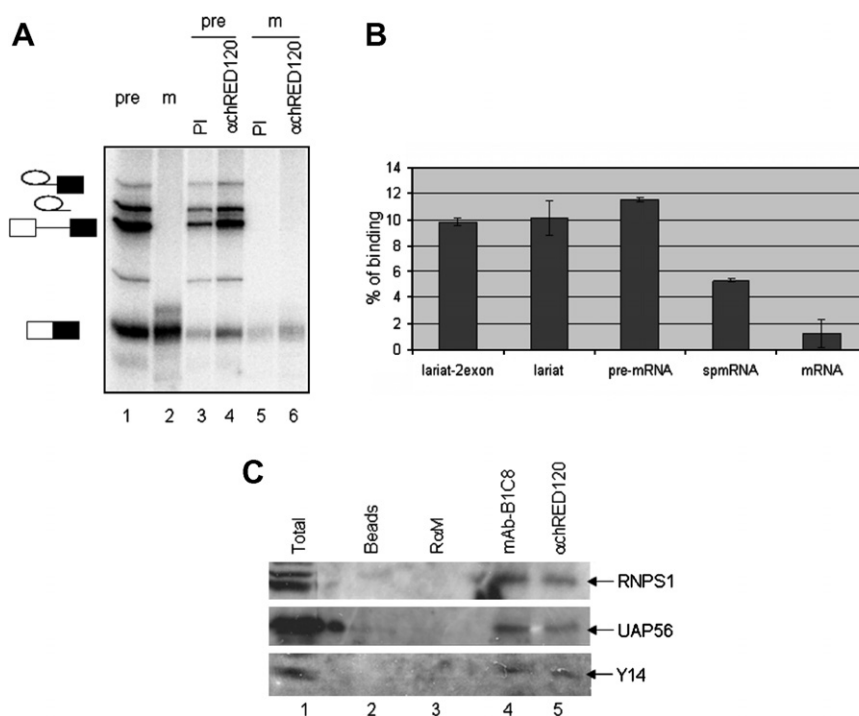 A
pre
m
pre
m
PI
αchRED120
PI
αchRED120
1 2 3 4 5 6
B
% of binding
14
12
10
8
6
4
2
0
lariat-2exon lariat pre-mRNA spmRNA mRNA
C
Total
Beads
RαM
mAb-B1C8
αchRED120
RNPS1
UAP56
Y14
1 2 3 4 5